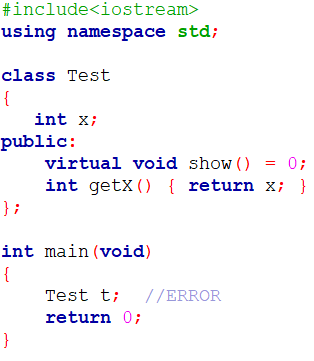 #include<iostream>
using namespace std;
class Test
{
int x;
public:
virtual void show() = 0;
int getX() { return x; }
};
int main(void)
{
Test t;  //ERROR
return 0;
}